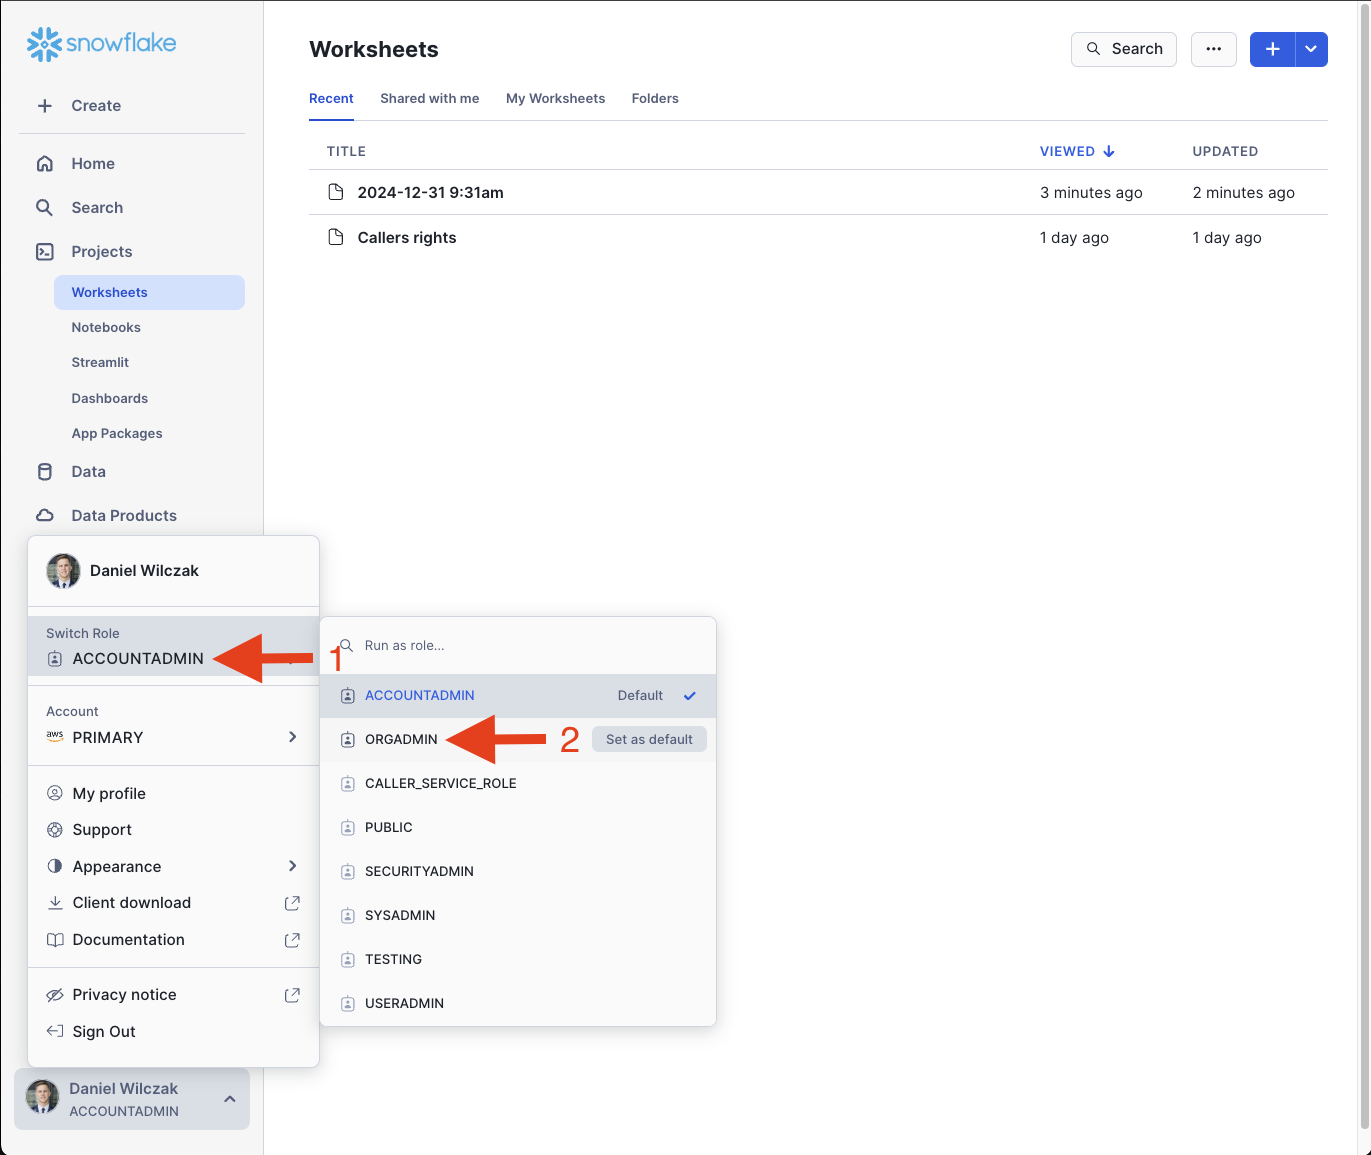 snowflake
Create
Home
Search
Projects
Worksheets
Notebooks
Streamlit
Dashboards
App Packages
Data
Data Products
Worksheets
Search
Recent
Shared with me
My Worksheets
Folders
TITLE
VIEWED
UPDATED
2024-12-31 9:31am
3 minutes ago
2 minutes ago
Callers rights
1 day ago
1 day ago
Daniel Wilczak
Switch Role
ACCOUNTADMIN
1
Account
aws
PRIMARY
My profile
Support
Appearance
Client download
Documentation
Privacy notice
Sign Out
Run as role...
ACCOUNTADMIN
Default
ORGADMIN
2
Set as default
CALLER_SERVICE_ROLE
PUBLIC
SECURITYADMIN
SYSADMIN
TESTING
USERADMIN
Daniel Wilczak
ACCOUNTADMIN